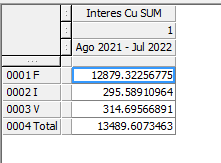 : Interes Cu SUM
: 1
: Ago 2021 - Jul 2022
: :
0001 F 12879.32256775
0002 I 295.58910964
0003 V 314.69566891
0004 Total 13489.6073463